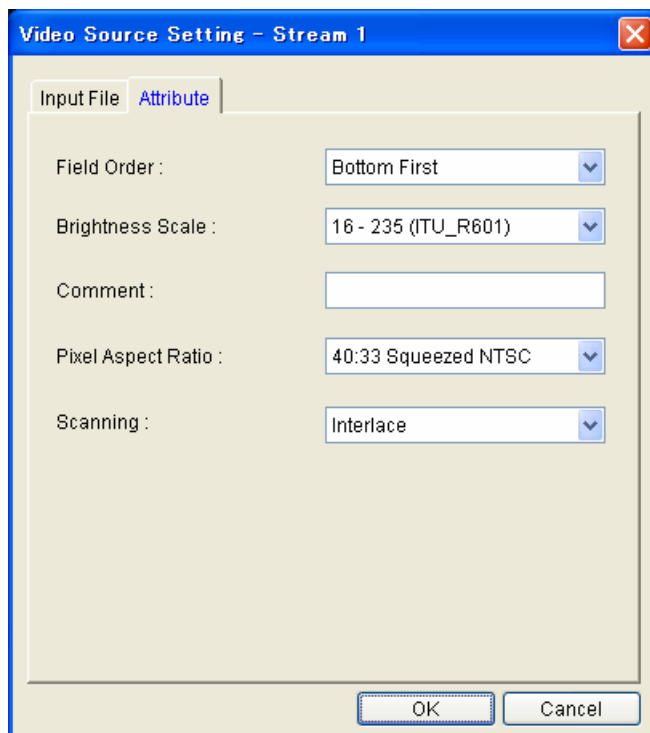 Video Source Setting - Stream 1
Input File Attribute
Field Order : Bottom First
Brightness Scale : 16 - 235 (ITU_R601)
Comment :
Pixel Aspect Ratio : 40:33 Squeezed NTSC
Scanning : Interlace
OK Cancel